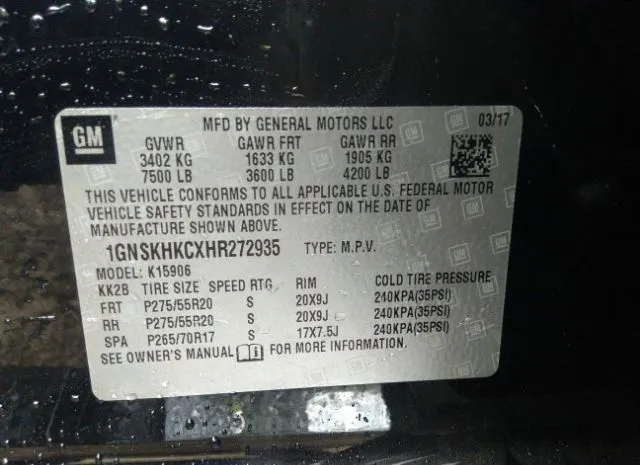 GM
MFD BY GENERAL MOTORS LLC 03/17
GVWR GAWR FRT GAWR RR
3402 KG 1633 KG 1905 KG
7500 LB 3600 LB 4200 LB
THIS VEHICLE CONFORMS TO ALL APPLICABLE U.S. FEDERAL MOTOR
VEHICLE SAFETY STANDARDS IN EFFECT ON THE DATE OF
MANUFACTURE SHOWN ABOVE.
1GNSKHKCXHR272935 TYPE: M.P.V.
MODEL: K15906
KK2B TIRE SIZE SPEED RTG RIM COLD TIRE PRESSURE
FRT P275/55R20 S 20X9J 240KPA(35PSI)
RR P275/55R20 S 20X9J 240KPA(35PSI)
SPA P265/70R17 S 17X7.5J 240KPA(35PSI)
SEE OWNER'S MANUAL FOR MORE INFORMATION.